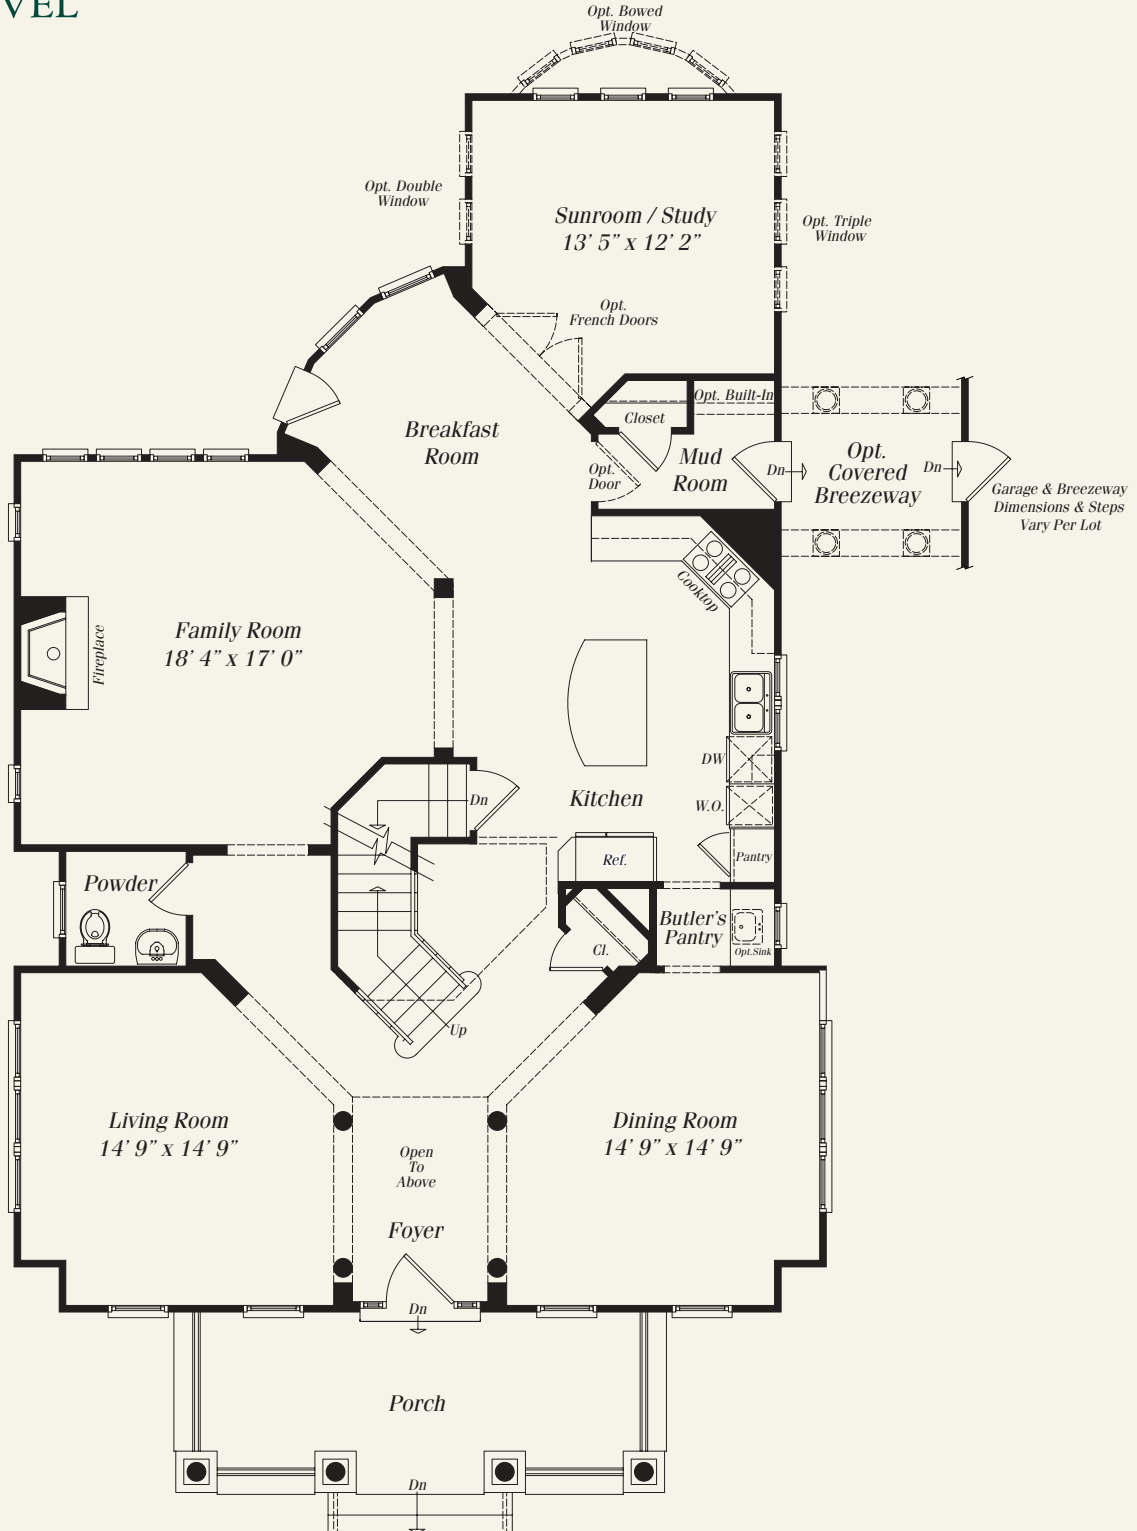 VEL
Opt. Bowed
Window
Opt. Double
Window
Sunroom / Study
13' 5" x 12' 2"
Opt. Triple
Window
Opt.
French Doors
Opt. Built-In
Closet
Breakfast
Room
Opt.
Door
Mud
Room
Dn
Opt.
Covered
Breezeway
Dn
Garage & Breezeway
Dimensions & Steps
Vary Per Lot
Cooktop
Family Room
18' 4" x 17' 0"
Fireplace
DW
Dn
Kitchen
W.O.
Ref.
Pantry
Powder
Butler's
Pantry
Cl.
Opt.Sink
Up
Living Room
14' 9" x 14' 9"
Dining Room
14' 9" x 14' 9"
Open
To
Above
Foyer
Dn
Porch
Dn